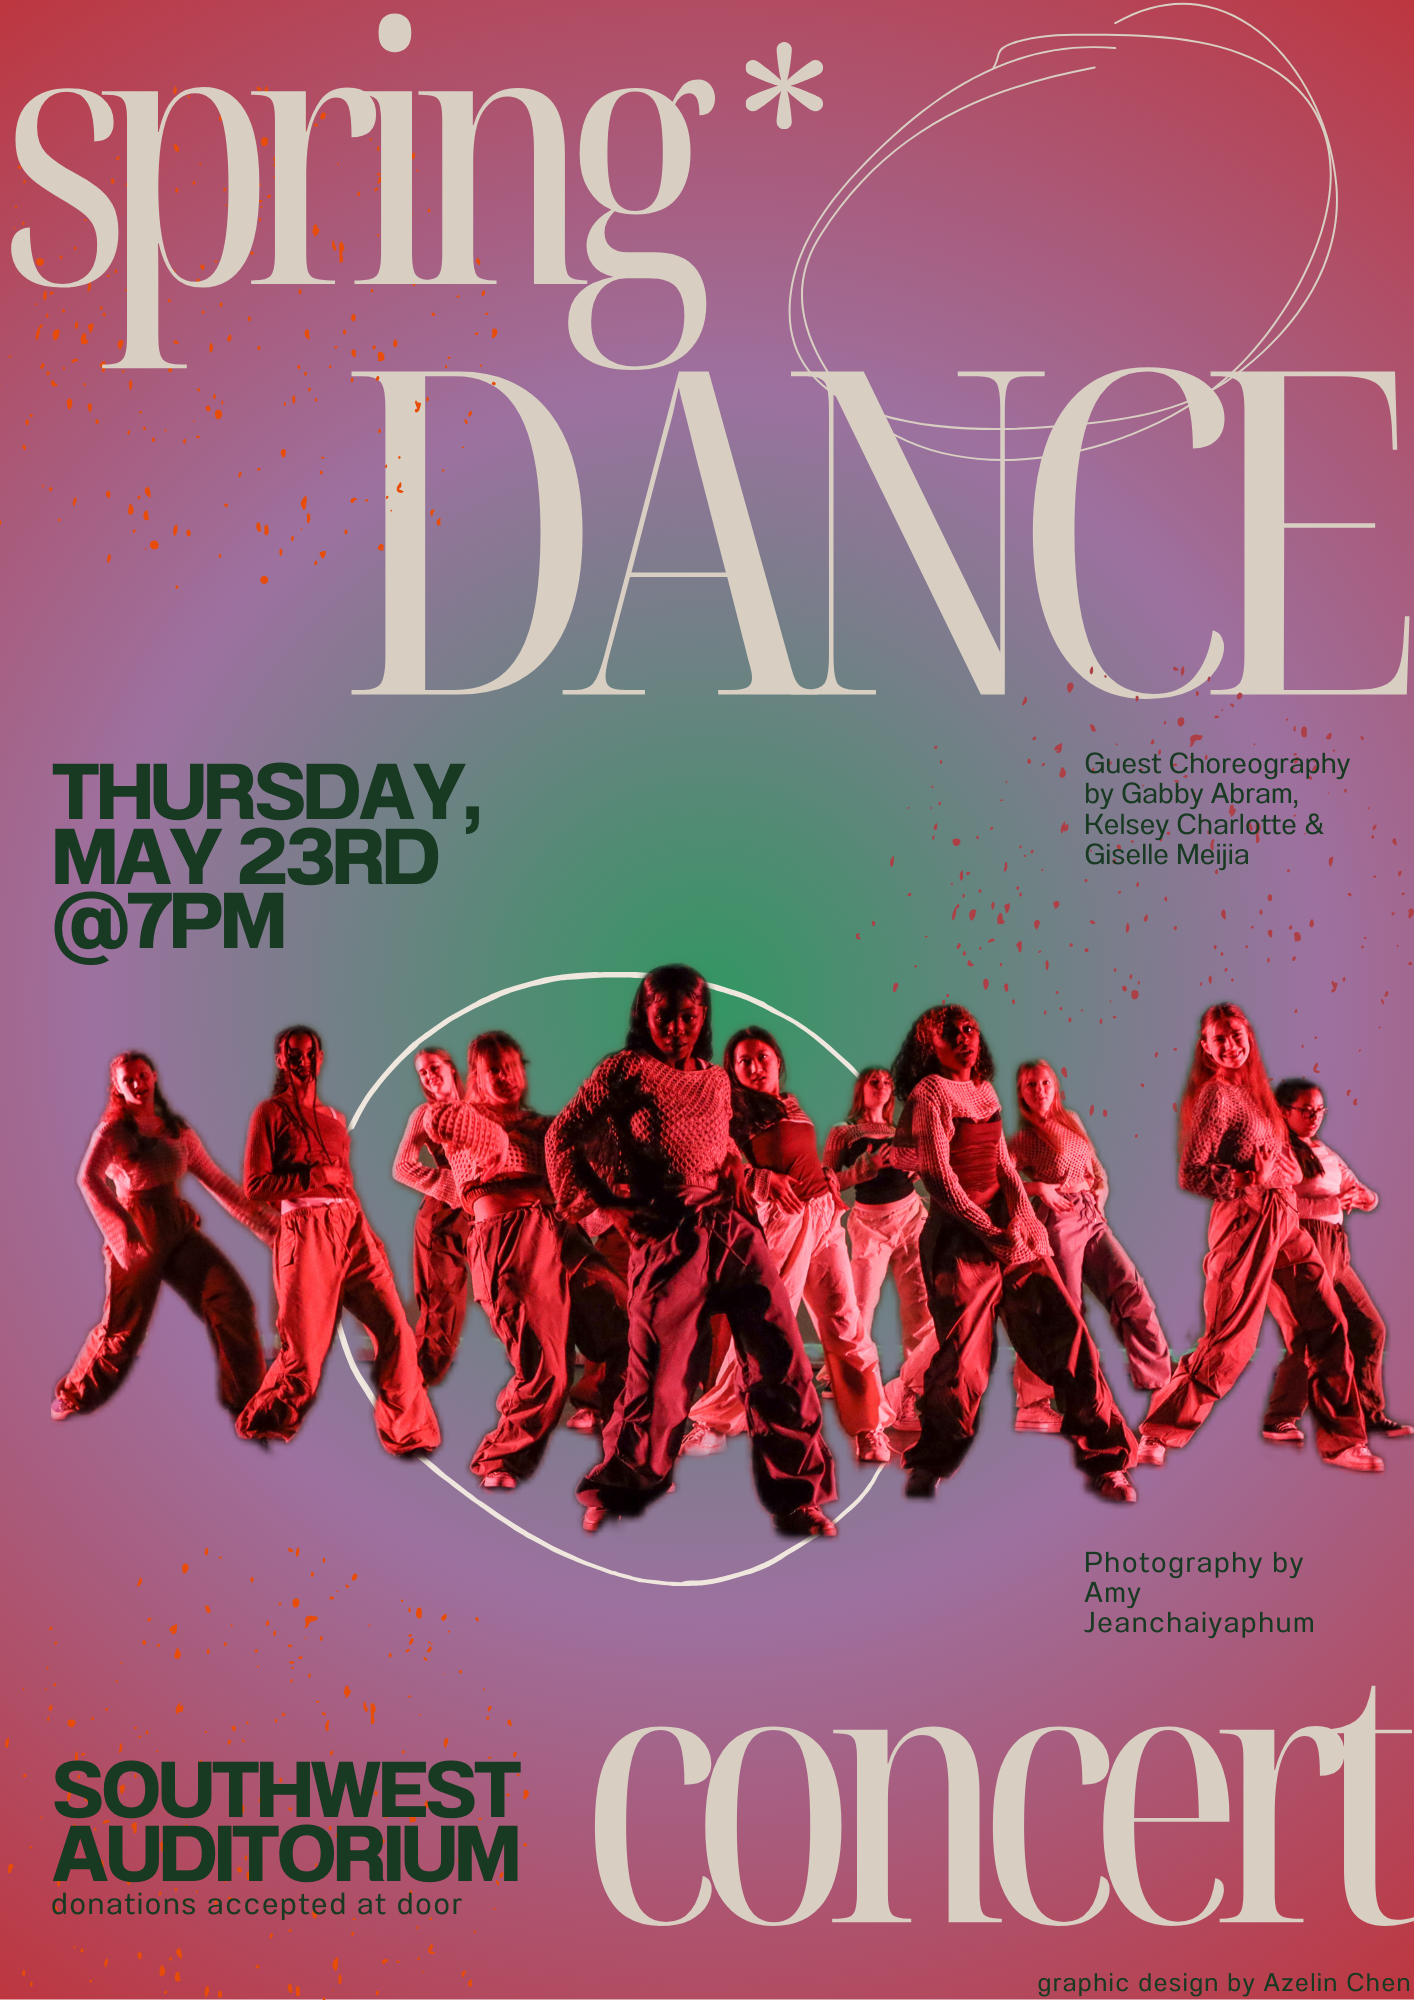 spring*
DANCE
THURSDAY,
MAY 23RD
@7PM
Guest Choreography
by Gabby Abram,
Kelsey Charlotte &
Giselle Meijia
Photography by
Amy
Jeanchaiyaphum
concert
SOUTHWEST
AUDITORIUM
donations accepted at door
graphic design by Azelin Chen